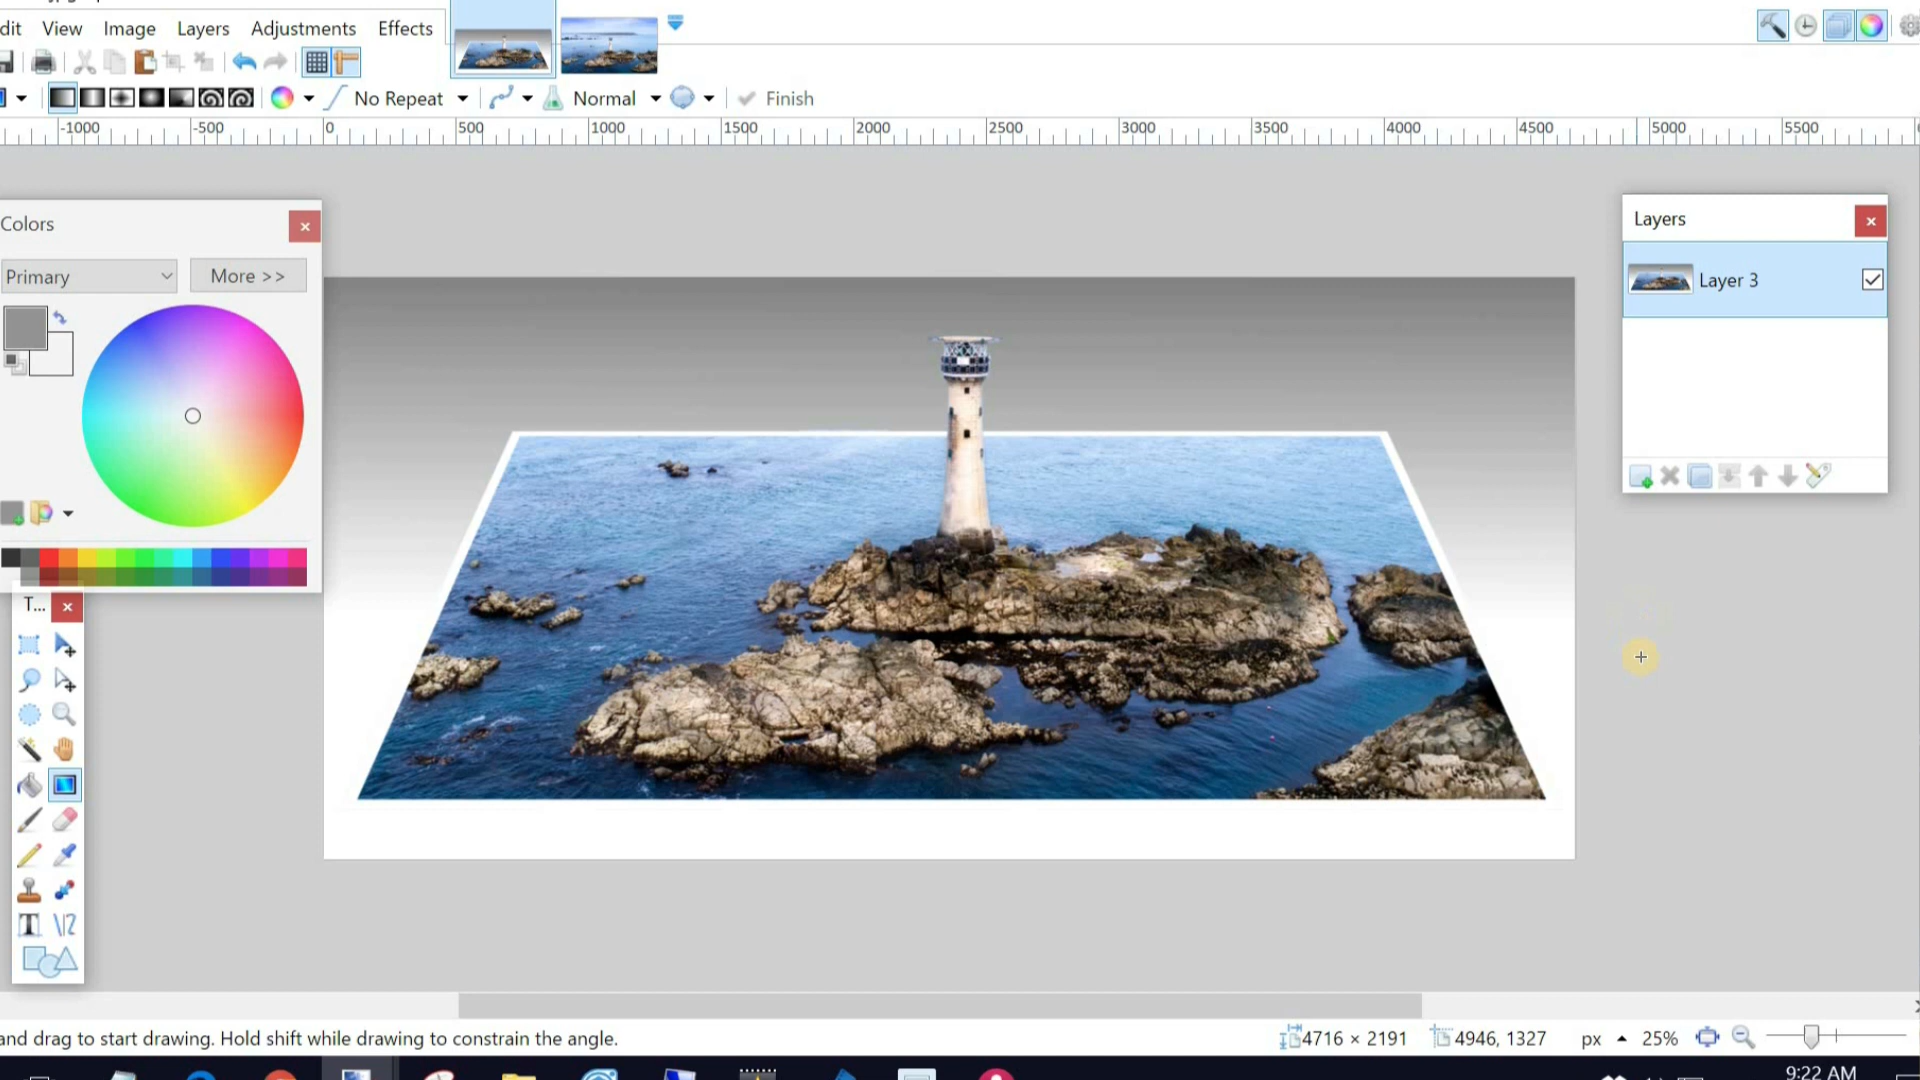 dit View Image Layers Adjustments Effects
No Repeat Normal Finish
-1000 -500 0 500 1000 1500 2000 2500 3000 3500 4000 4500 5000 5500
Colors
Primary More >>
Layers
Layer 3
T...
and drag to start drawing. Hold shift while drawing to constrain the angle.
4716 × 2191 4946, 1327 px 25%
9:22 AM